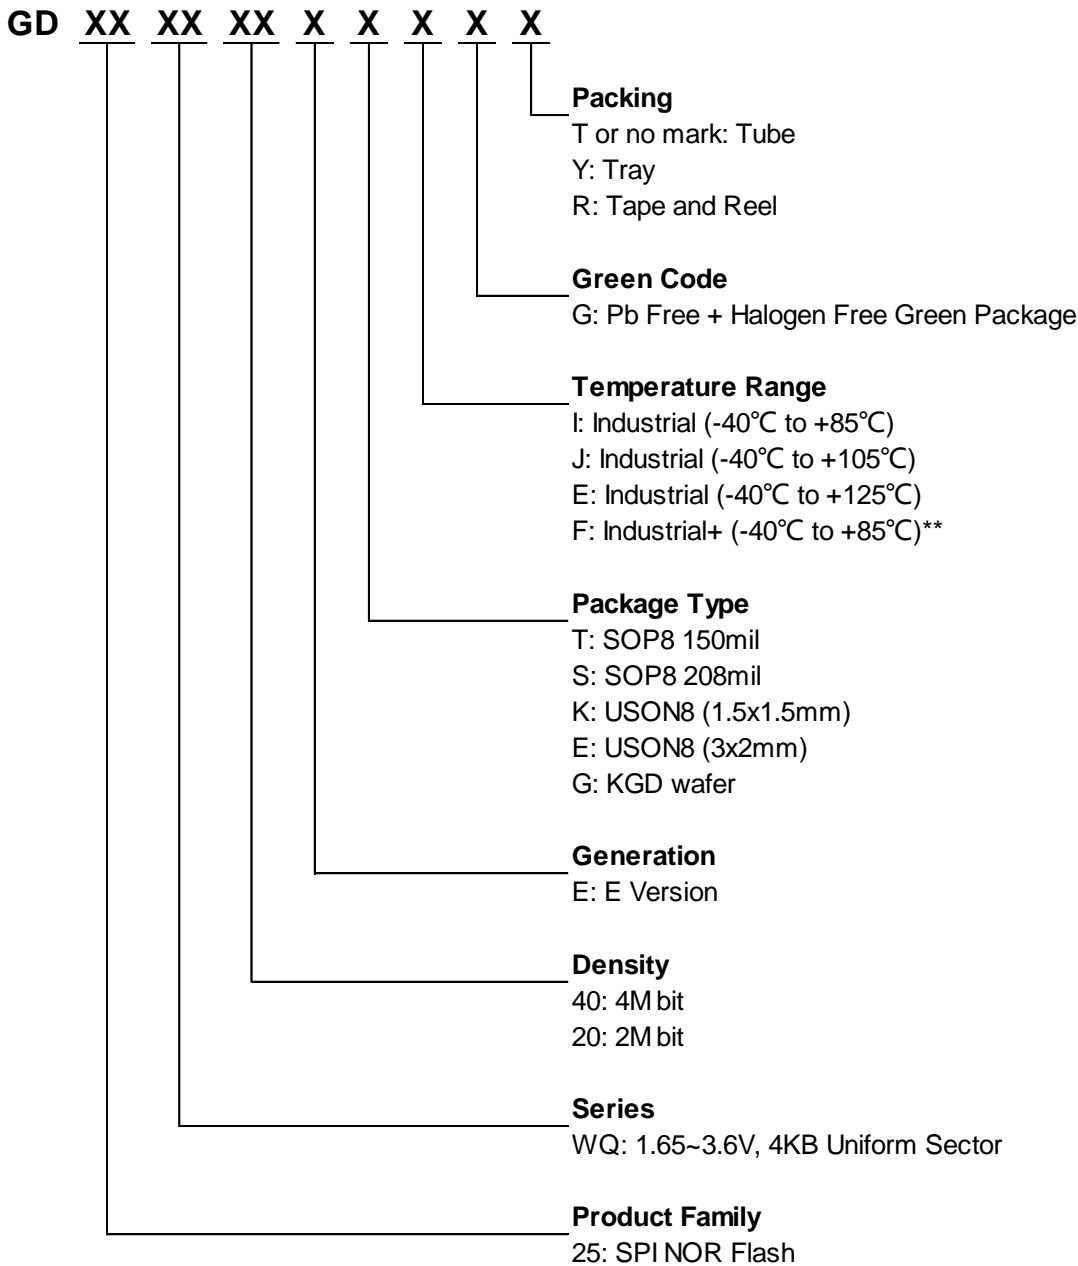 GD XX XX XX X X X X X
Packing
T or no mark: Tube
Y: Tray
R: Tape and Reel
Green Code
G: Pb Free + Halogen Free Green Package
Temperature Range
I: Industrial (-40℃ to +85℃)
J: Industrial (-40℃ to +105℃)
E: Industrial (-40℃ to +125℃)
F: Industrial+ (-40℃ to +85℃)**
Package Type
T: SOP8 150mil
S: SOP8 208mil
K: USON8 (1.5x1.5mm)
E: USON8 (3x2mm)
G: KGD wafer
Generation
E: E Version
Density
40: 4M bit
20: 2M bit
Series
WQ: 1.65~3.6V, 4KB Uniform Sector
Product Family
25: SPI NOR Flash